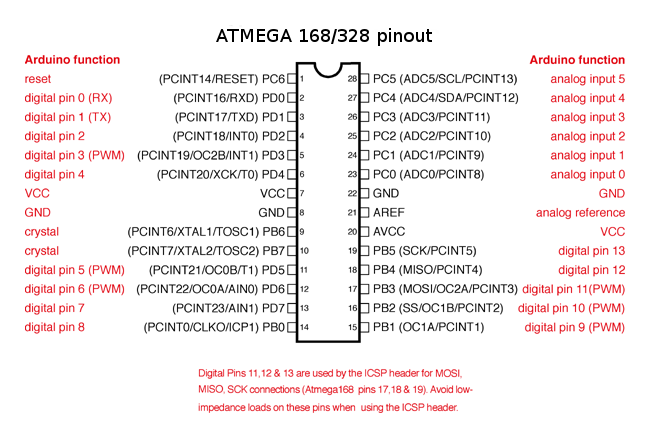 ATMEGA 168/328 pinout
Arduino function Arduino function
reset (PCINT14/RESET) PC6 1 28 PC5 (ADC5/SCL/PCINT13) analog input 5
digital pin 0 (RX) (PCINT16/RXD) PD0 2 27 PC4 (ADC4/SDA/PCINT12) analog input 4
digital pin 1 (TX) (PCINT17/TXD) PD1 3 26 PC3 (ADC3/PCINT11) analog input 3
digital pin 2 (PCINT18/INT0) PD2 4 25 PC2 (ADC2/PCINT10) analog input 2
digital pin 3 (PWM) (PCINT19/OC2B/INT1) PD3 5 24 PC1 (ADC1/PCINT9) analog input 1
digital pin 4 (PCINT20/XCK/T0) PD4 6 23 PC0 (ADC0/PCINT8) analog input 0
VCC VCC 7 22 GND GND
GND GND 8 21 AREF analog reference
crystal (PCINT6/XTAL1/TOSC1) PB6 9 20 AVCC VCC
crystal (PCINT7/XTAL2/TOSC2) PB7 10 19 PB5 (SCK/PCINT5) digital pin 13
digital pin 5 (PWM) (PCINT21/OC0B/T1) PD5 11 18 PB4 (MISO/PCINT4) digital pin 12
digital pin 6 (PWM) (PCINT22/OC0A/AIN0) PD6 12 17 PB3 (MOSI/OC2A/PCINT3) digital pin 11(PWM)
digital pin 7 (PCINT23/AIN1) PD7 13 16 PB2 (SS/OC1B/PCINT2) digital pin 10 (PWM)
digital pin 8 (PCINT0/CLKO/ICP1) PB0 14 15 PB1 (OC1A/PCINT1) digital pin 9 (PWM)
Digital Pins 11,12 & 13 are used by the ICSP header for MOSI,
MISO, SCK connections (Atmega168 pins 17,18 & 19). Avoid low-
impedance loads on these pins when using the ICSP header.